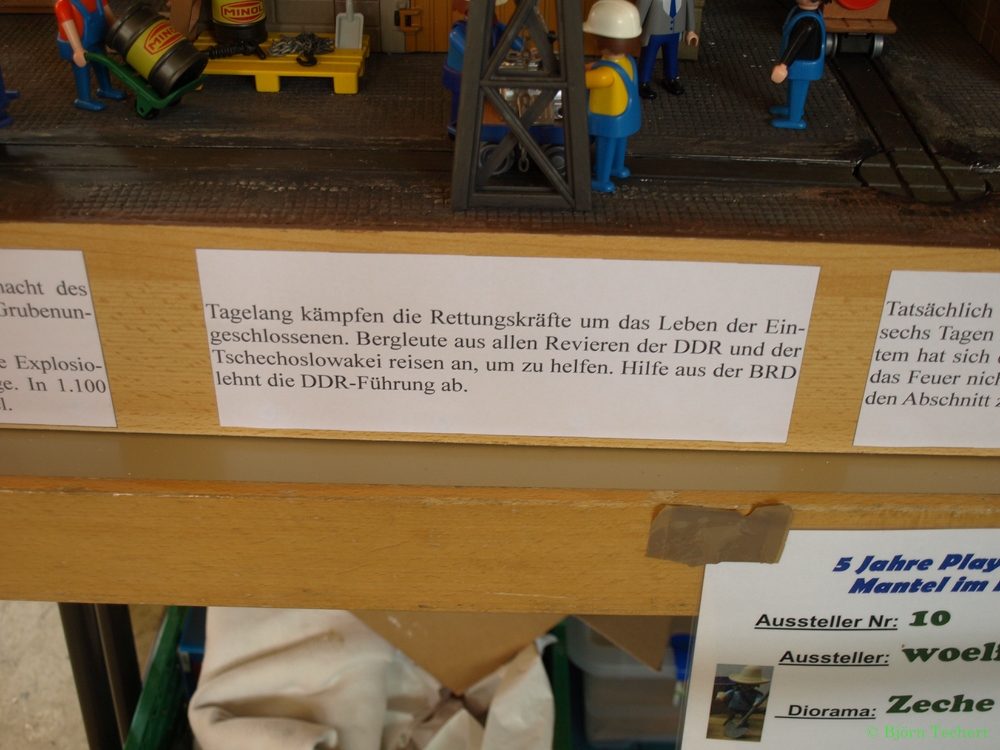 MINOL
MINOL
nacht des
Grubenun-
e Explosio-
ge. In 1.100
l.
Tagelang kämpfen die Rettungskräfte um das Leben der Ein-
geschlossenen. Bergleute aus allen Revieren der DDR und der
Tschechoslowakei reisen an, um zu helfen. Hilfe aus der BRD
lehnt die DDR-Führung ab.
Tatsächlich
sechs Tagen
tem hat sich
das Feuer nich
den Abschnitt
5 Jahre Play
Mantel im
Aussteller Nr: 10
Aussteller: woelf
Diorama: Zeche
© Björn Techert